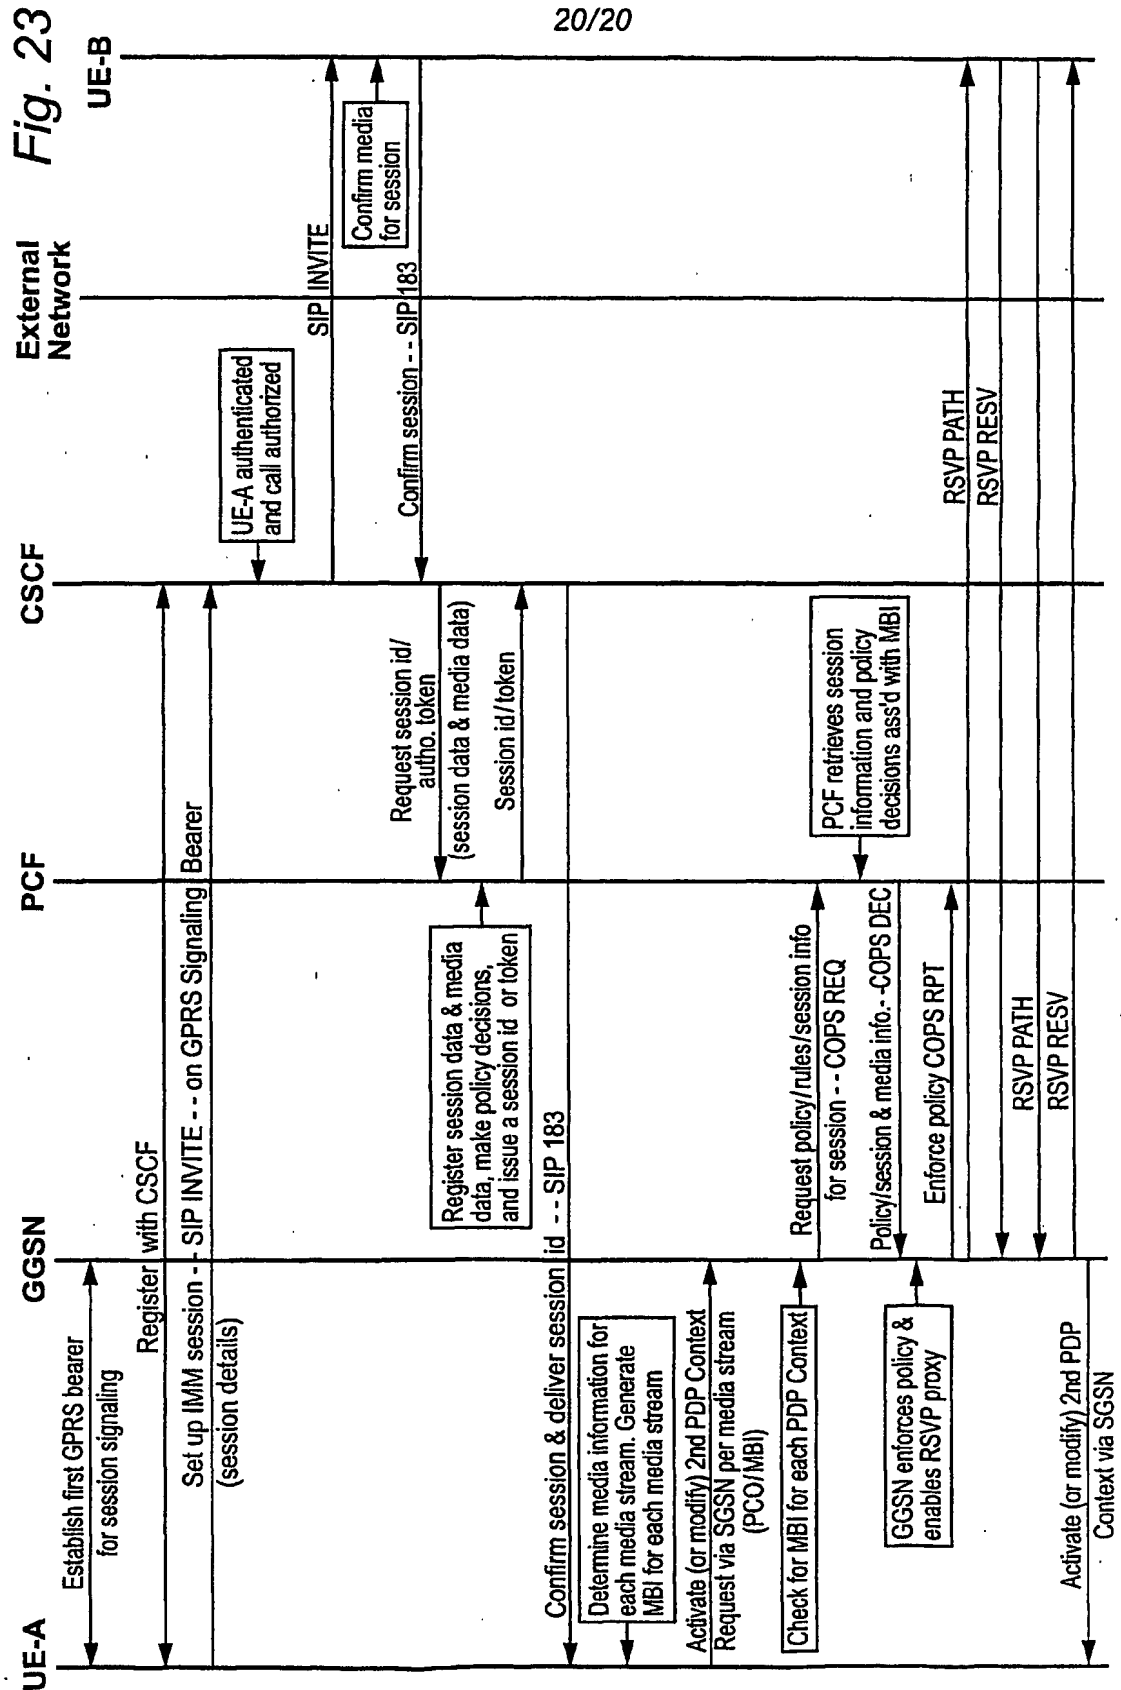 20/20
Fig. 23
UE-A
GGSN
PCF
CSCF
External
Network
UE-B
Establish first GPRS bearer
for session signaling
Register with CSCF
Set up IMM session - - SIP INVITE - - on GPRS Signaling Bearer
(session details)
UE-A authenticated
and call authorized
SIP INVITE
Confirm media
for session
Confirm session - - SIP 183
Request session id/
autho. token
(session data & media data)
Register session data & media
data, make policy decisions,
and issue a session id or token
Session id/token
Confirm session & deliver session id - - SIP 183
Determine media information for
each media stream. Generate
MBI for each media stream
Activate (or modify) 2nd PDP Context
Request via SGSN per media stream
(PCO/MBI)
Check for MBI for each PDP Context
Request policy/rules/session info
for session - - COPS REQ
PCF retrieves session
information and policy
decisions ass'd with MBI
Policy/session & media info.- -COPS DEC
GGSN enforces policy &
enables RSVP proxy
Enforce policy COPS RPT
RSVP PATH
RSVP RESV
RSVP PATH
RSVP RESV
Activate (or modify) 2nd PDP
Context via SGSN